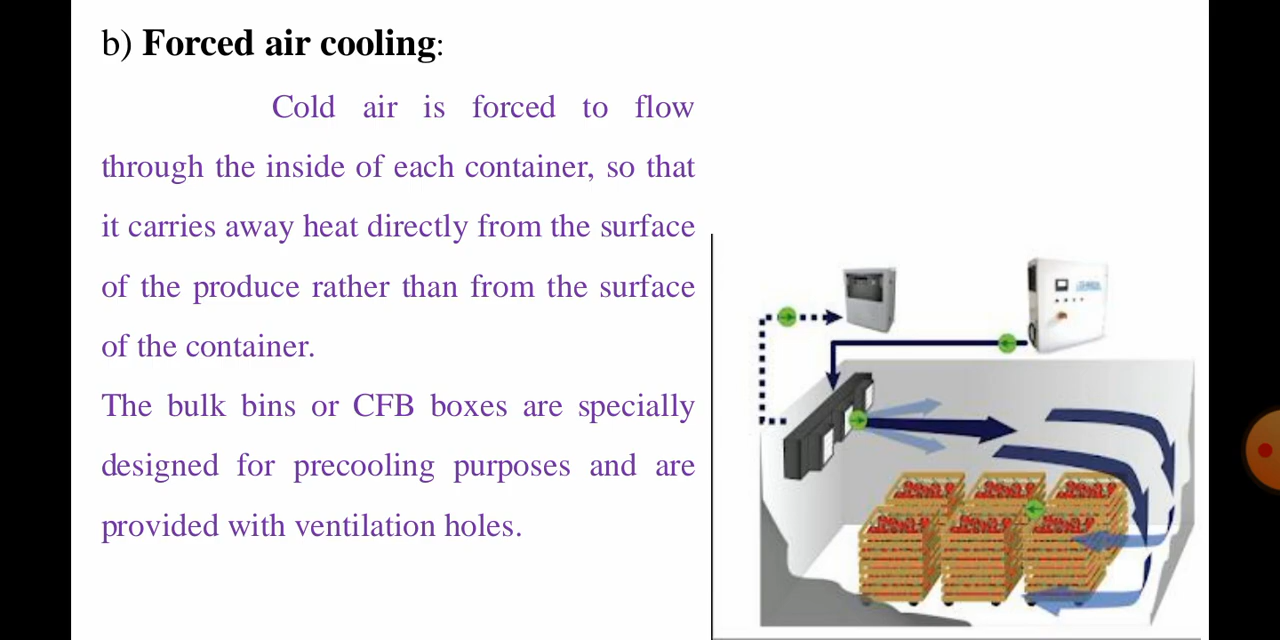 b) Forced air cooling:
Cold air is forced to flow
through the inside of each container, so that
it carries away heat directly from the surface
of the produce rather than from the surface
of the container.
The bulk bins or CFB boxes are specially
designed for precooling purposes and are
provided with ventilation holes.